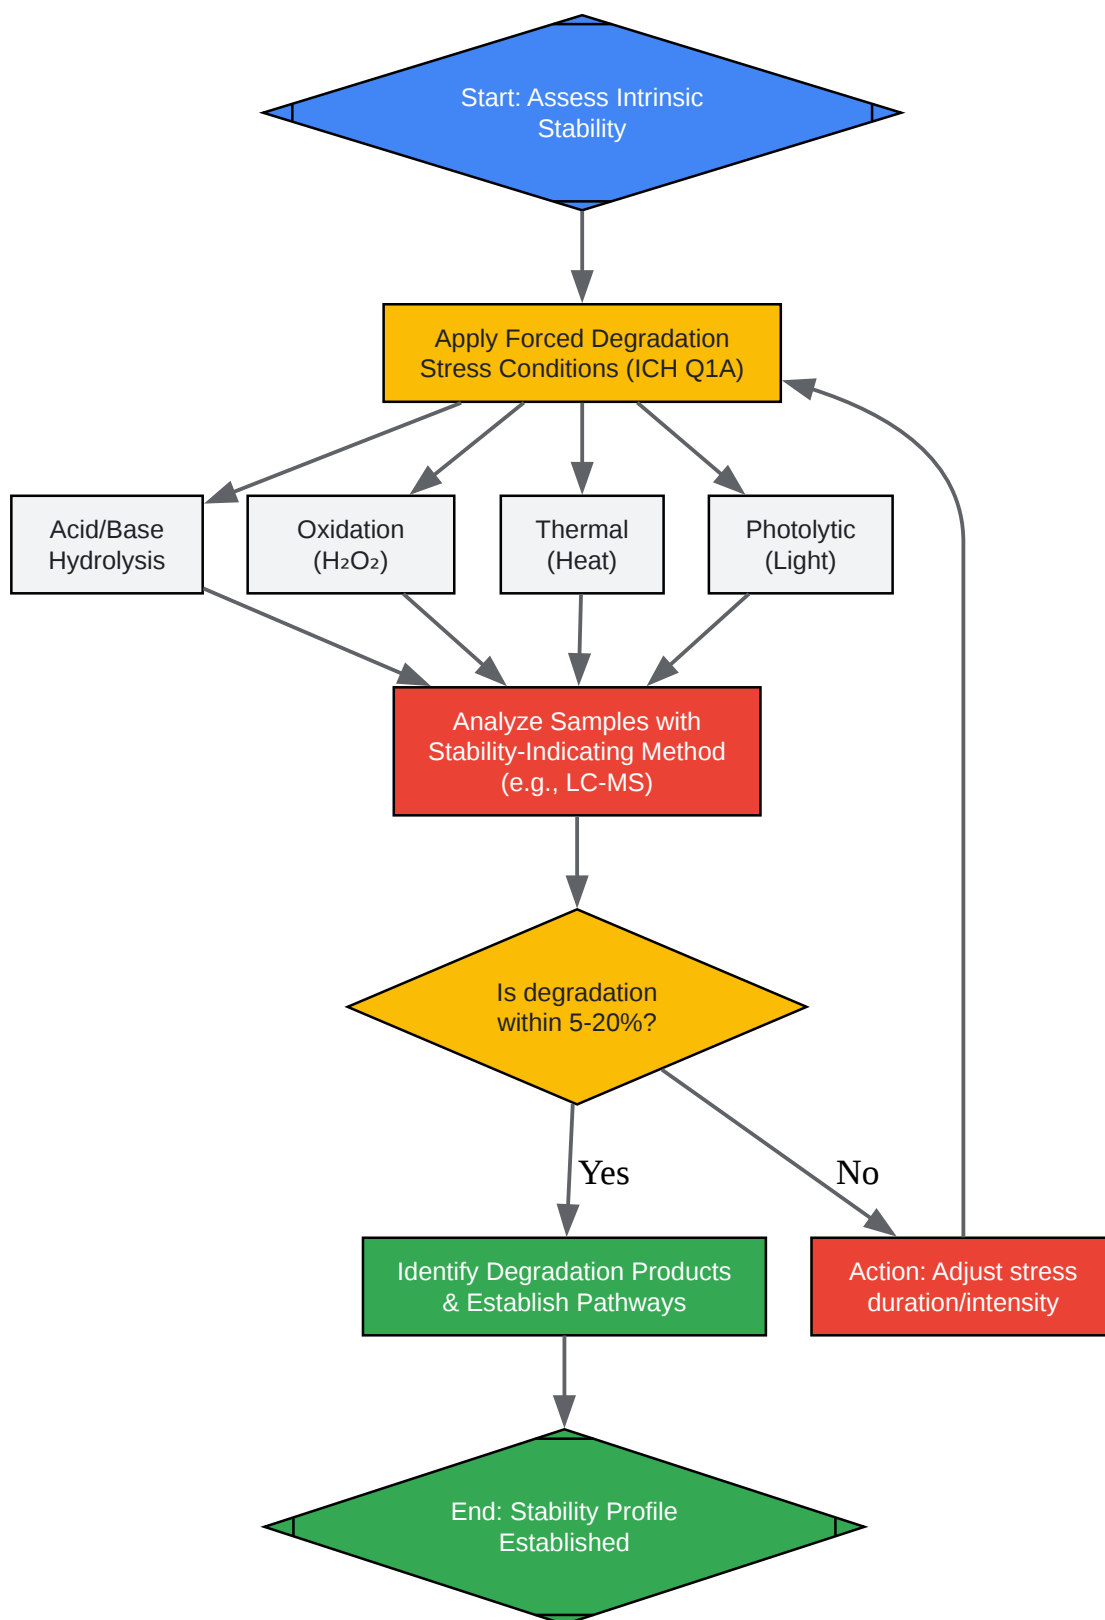 Start: Assess Intrinsic
Stability
Apply Forced Degradation
Stress Conditions (ICH Q1A)
Acid/Base
Hydrolysis
Oxidation
(H₂O₂)
Thermal
(Heat)
Photolytic
(Light)
Analyze Samples with
Stability-Indicating Method
(e.g., LC-MS)
Is degradation
within 5-20%?
Yes
No
Identify Degradation Products
& Establish Pathways
Action: Adjust stress
duration/intensity
End: Stability Profile
Established